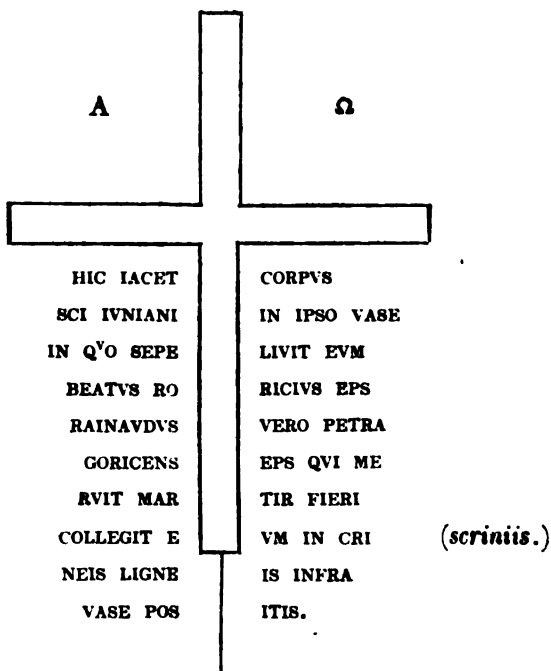 A Ω
HIC IACET CORPVS
SCI IVNIANI IN IPSO VASE
IN QVO SEPE LIVIT EVM
BEATVS RO RICIVS EPS
RAINAVDVS VERO PETRA
GORICENS EPS QVI ME
RVIT MAR TIR FIERI
COLLEGIT E VM IN CRI (scriniis.)
NEIS LIGNE IS INFRA
VASE POS ITIS.